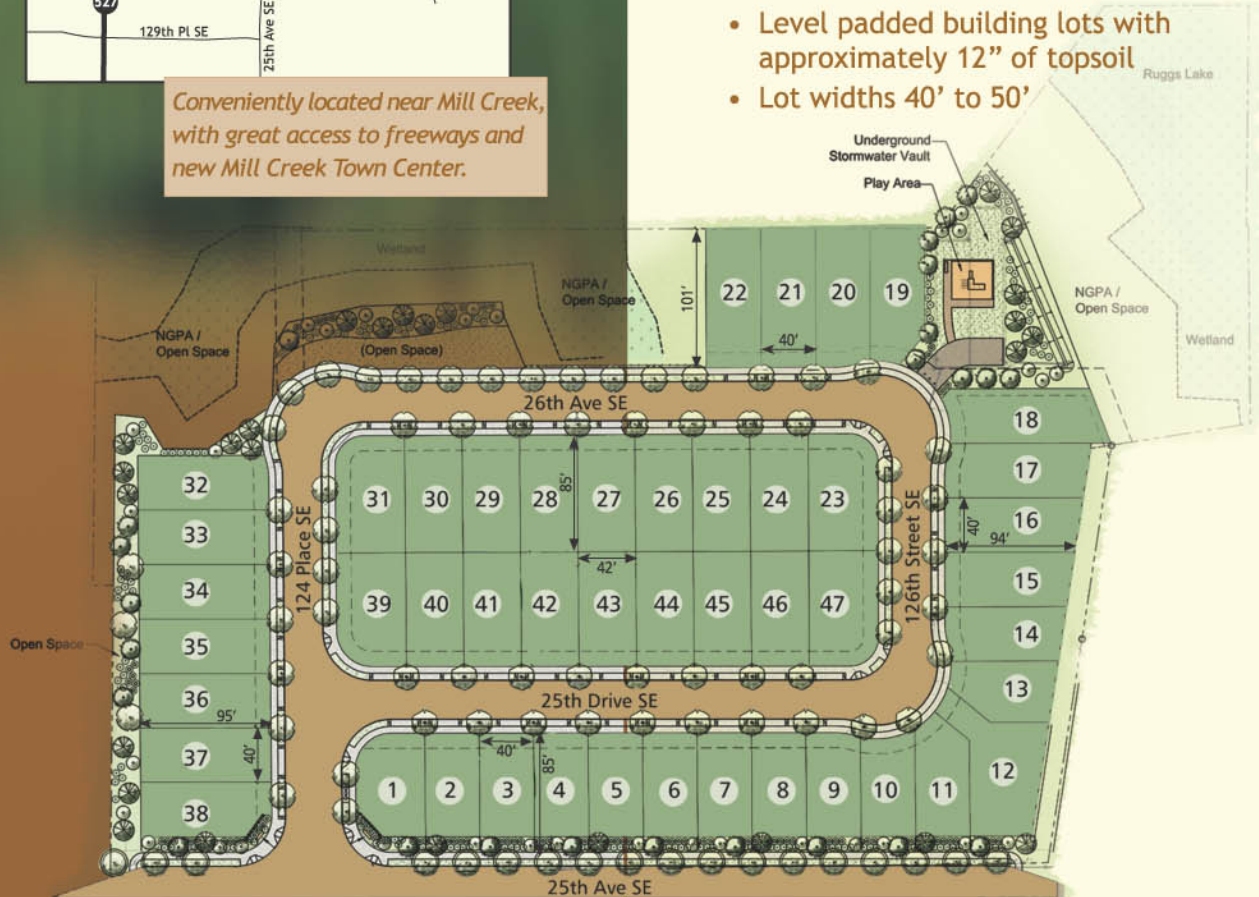 527
129th Pl SE
25th Ave SE
Conveniently located near Mill Creek,
with great access to freeways and
new Mill Creek Town Center.
• Level padded building lots with
approximately 12” of topsoil
• Lot widths 40’ to 50’
Ruggs Lake
Underground
Stormwater Vault
Play Area
Wetland
NGPA /
Open Space
101'
22
21
20
19
40'
NGPA /
Open Space
Wetland
NGPA /
Open Space
(Open Space)
26th Ave SE
18
17
16
40'
94'
15
14
13
12
32
33
34
35
36
95'
37
40'
38
Open Space
124 Place SE
31
30
29
28
85'
27
26
25
24
23
42'
39
40
41
42
43
44
45
46
47
126th Street SE
25th Drive SE
40'
85'
1
2
3
4
5
6
7
8
9
10
11
25th Ave SE